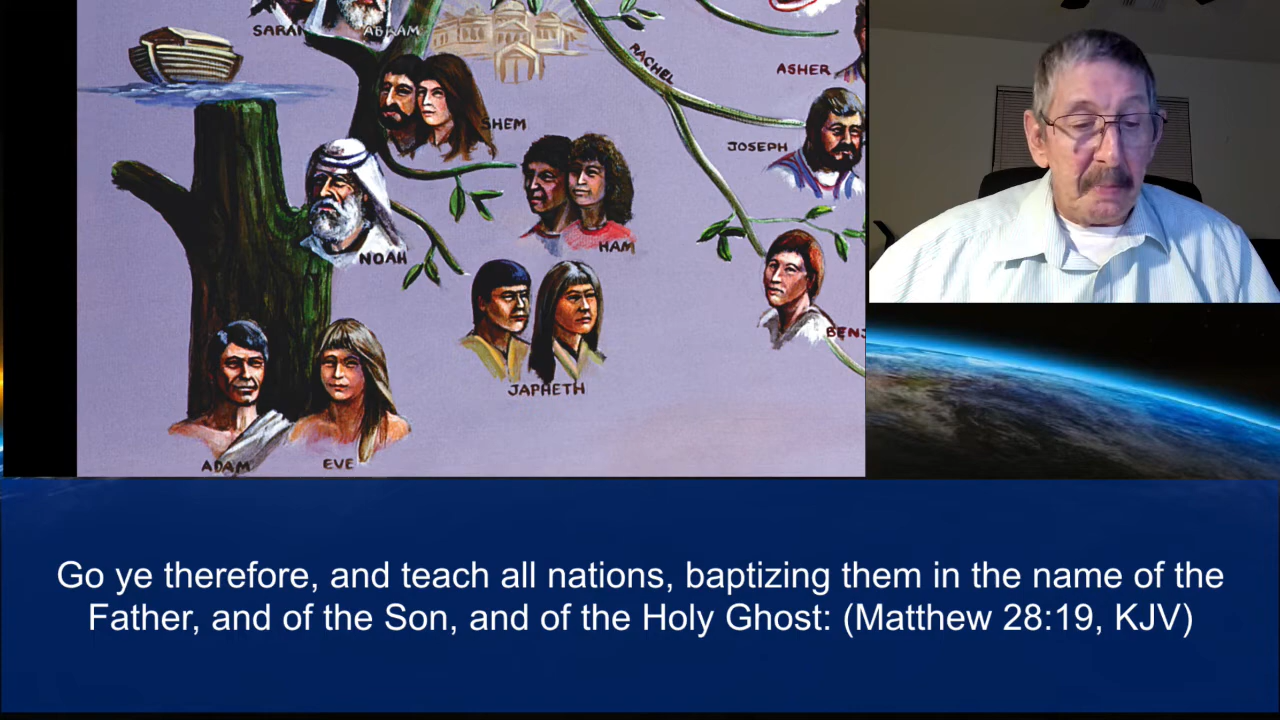 SARAI
ABRAM
RACHEL
ASHER
SHEM
JOSEPH
HAM
NOAH
BENJ
JAPHETH
ADAM
EVE
Go ye therefore, and teach all nations, baptizing them in the name of the
Father, and of the Son, and of the Holy Ghost: (Matthew 28:19, KJV)